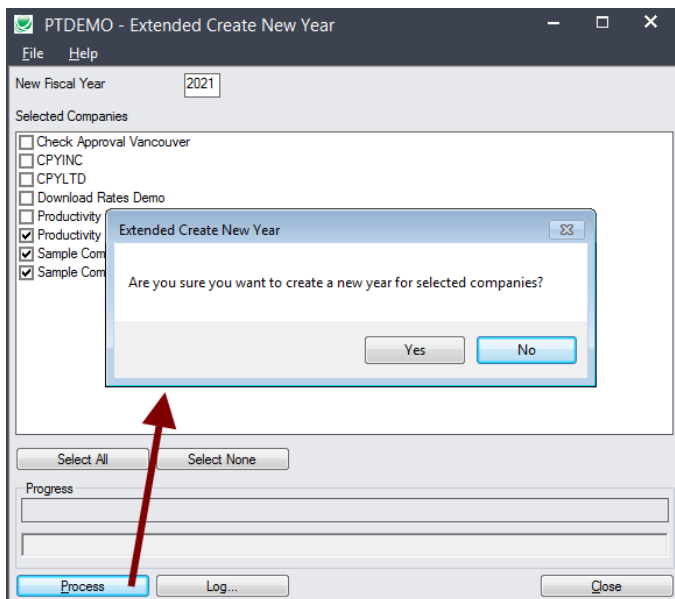 PTDEMO - Extended Create New Year
File Help
New Fiscal Year 2021
Selected Companies
Check Approval Vancouver
CPYINC
CPYLTD
Download Rates Demo
Productivity
Productivity
Sample Com
Sample Com
Extended Create New Year
Are you sure you want to create a new year for selected companies?
Yes No
Select All Select None
Progress
Process Log... Close